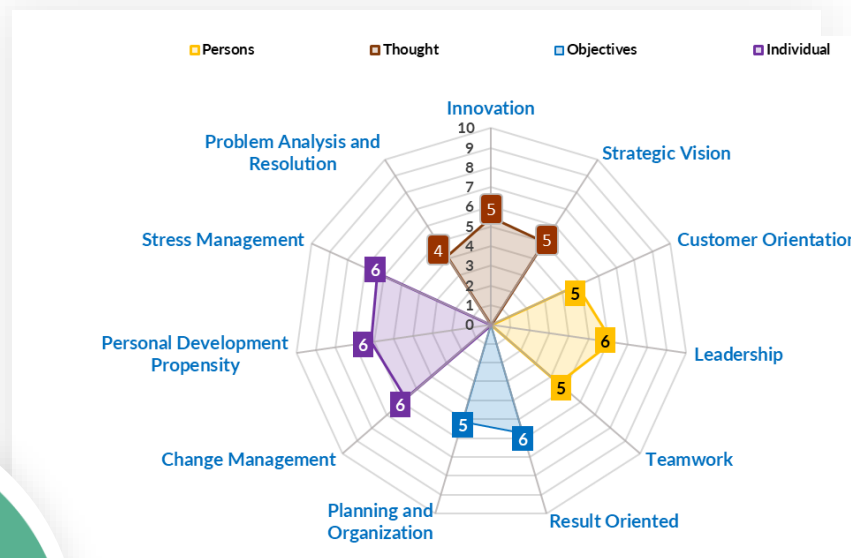 Persons
Thought
Objectives
Individual
Innovation
10
9
8
7
6
5
4
3
2
1
0
Problem Analysis and
Resolution
Strategic Vision
Stress Management
Customer Orientation
Personal Development
Propensity
Leadership
Change Management
Teamwork
Planning and
Organization
Result Oriented
5
5
4
5
6
5
6
5
6
6
6